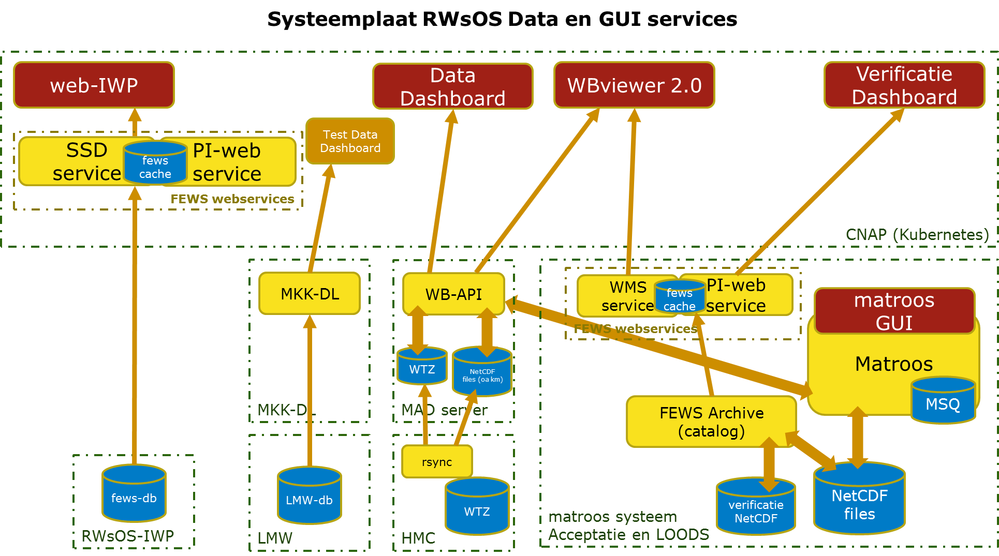 Systeemplaat RWsOS Data en GUI services
web-IWP
Data
Dashboard
WBviewer 2.0
Verificatie
Dashboard
SSD
service
fews
cache
PI-web
service
FEWS webservices
Test Data
Dashboard
CNAP (Kubernetes)
MKK-DL
WB-API
WMS
service
fews
cache
PI-web
service
FEWS webservices
matroos
GUI
Matroos
MSQ
WTZ
NetCDF
files (oa km)
MKK-DL
MAD server
FEWS Archive
(catalog)
rsync
fews-db
LMW-db
WTZ
verificatie
NetCDF
NetCDF
files
RWsOS-IWP
LMW
HMC
matroos systeem
Acceptatie en LOODS